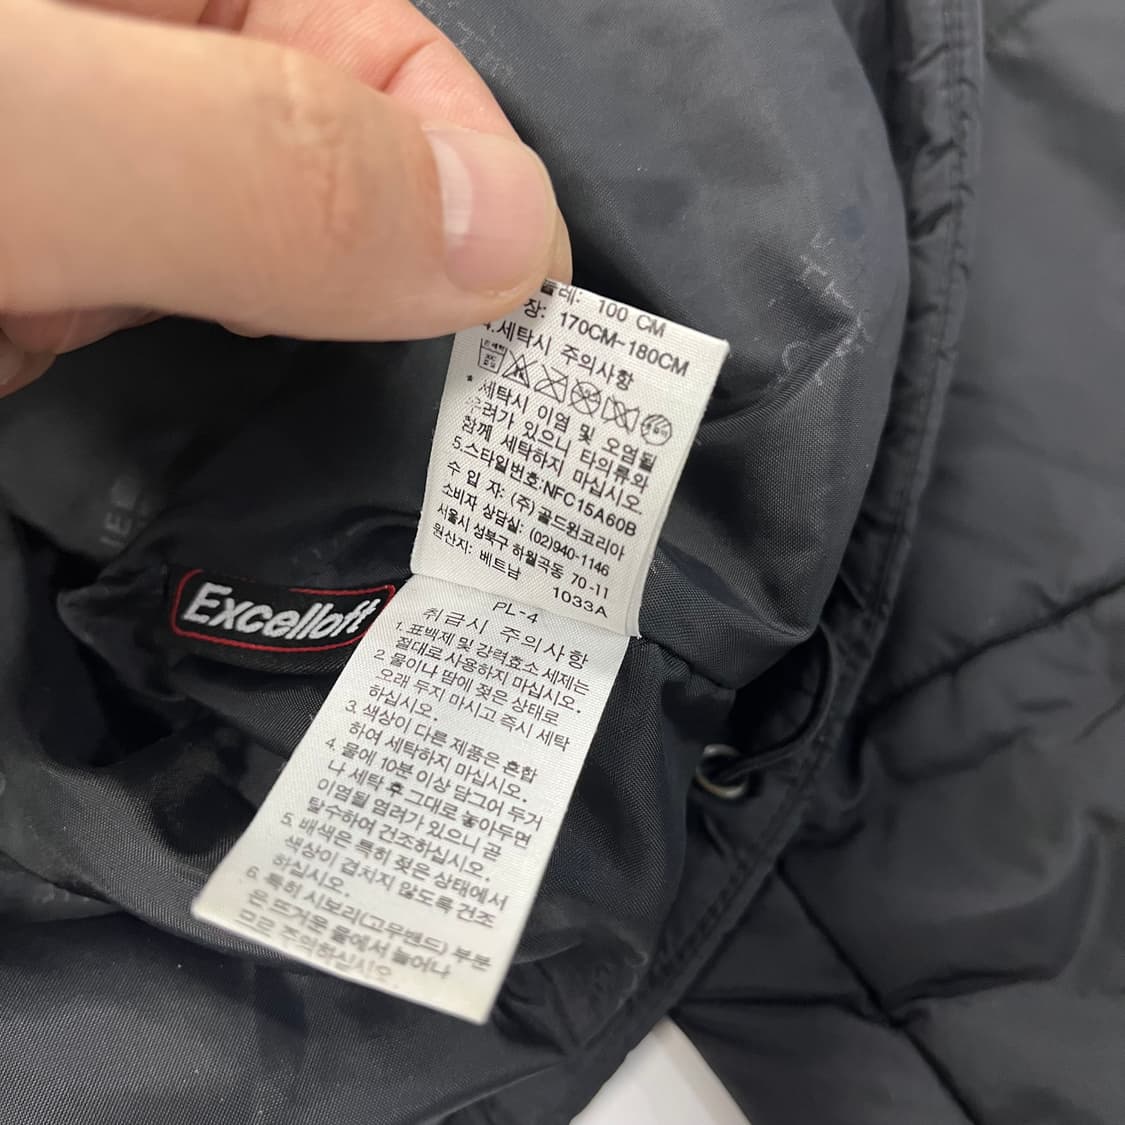 둘레: 100 CM
장: 170CM-180CM
4.세탁시 주의사항
* 세탁시 이염 및 오염될
려가 있으니 타의류와
함께 세탁하지 마십시오.
5.스타일번호:NFC15A60B
수 입 자: (주) 골드윈코리아
소비자 상담실: (02)940-1146
서울시 성북구 하월곡동 70-11
원산지: 베트남 1033A
Excelloft
PL-4
취급시 주의사항
1. 표백제 및 강력효소 세제는
절대로 사용하지 마십시오.
2. 물이나 땀에 젖은 상태로
오래 두지 마시고 즉시 세탁
하십시오.
3. 색상이 다른 제품은 혼합
하여 세탁하지 마십시오.
4. 물에 10분 이상 담그어 두거
나 세탁 후 그대로 놓아두면
이염될 염려가 있으니 곧
탈수하여 건조하십시오.
5. 배색은 특히 젖은 상태에서
색상이 겹치지 않도록 건조
하십시오.
6. 특히 시보리(고무밴드) 부분
은 뜨거운 물에서 늘어나
므로 주의하십시오.